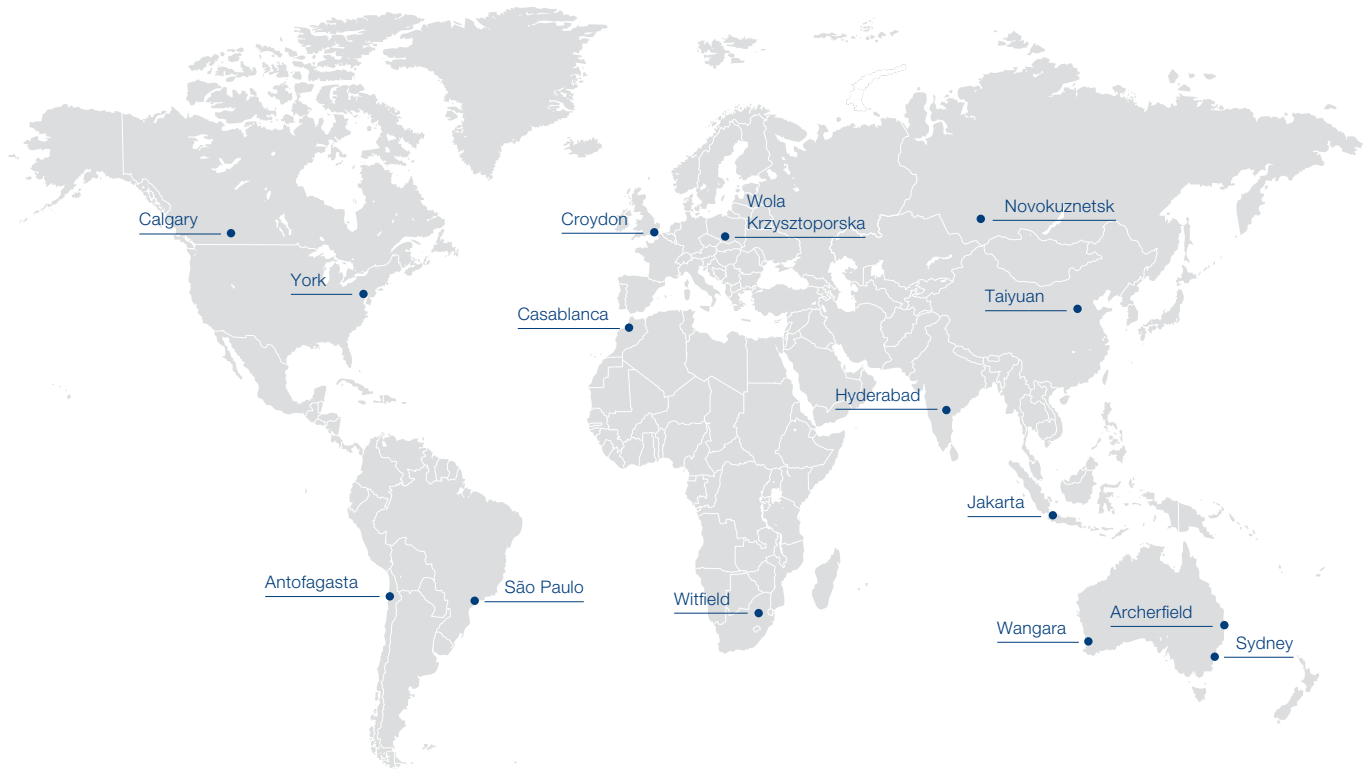 Wola
Krzysztoporska
Novokuznetsk
Calgary
Croydon
York
Taiyuan
Casablanca
Hyderabad
Jakarta
Antofagasta
São Paulo
Witfield
Archerfield
Wangara
Sydney